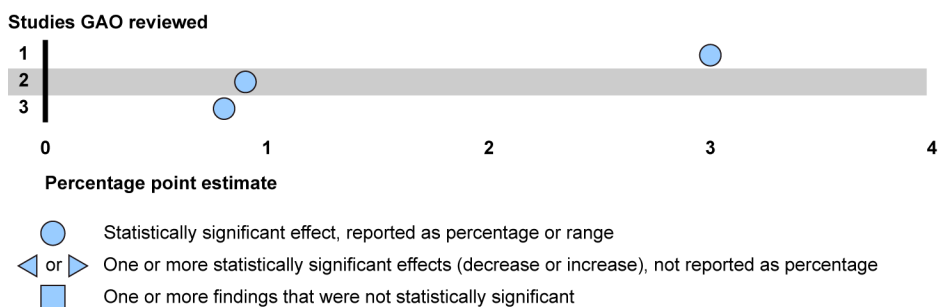 Studies GAO reviewed
1
2
3
0 1 2 3 4
Percentage point estimate
Statistically significant effect, reported as percentage or range
or One or more statistically significant effects (decrease or increase), not reported as percentage
One or more findings that were not statistically significant